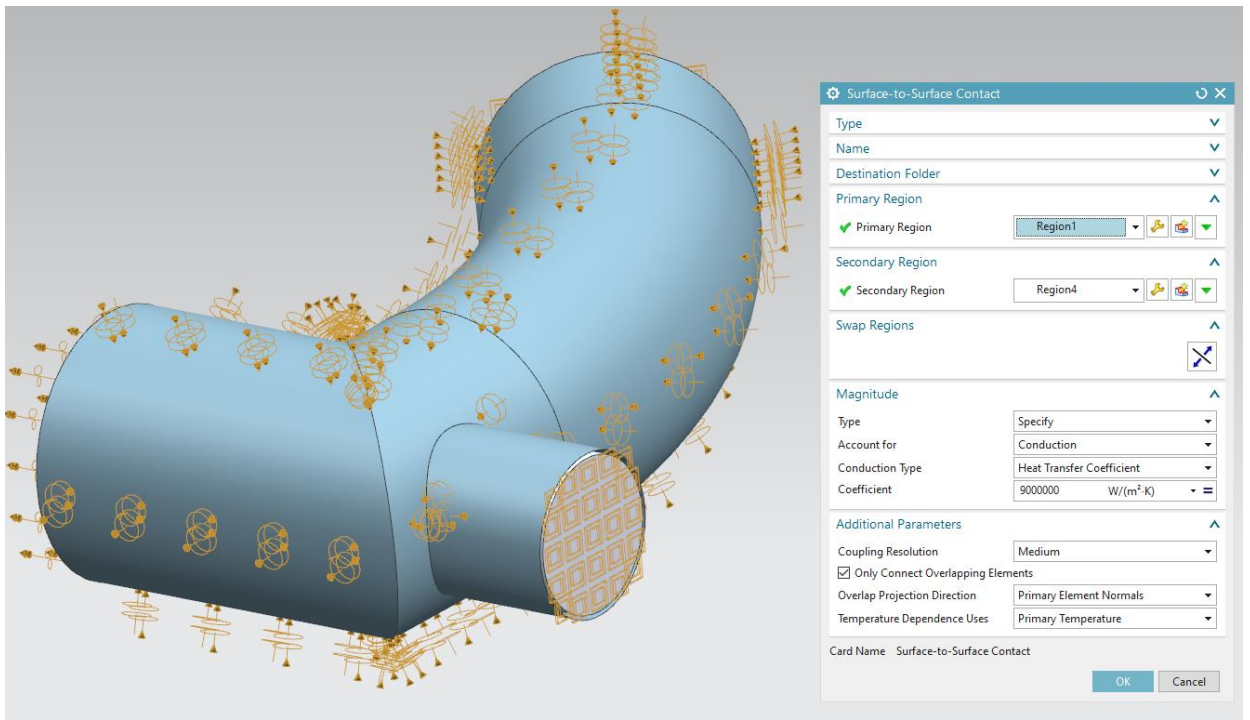 Surface-to-Surface Contact
Type
Name
Destination Folder
Primary Region
Primary Region Region1
Secondary Region
Secondary Region Region4
Swap Regions
Magnitude
Type Specify
Account for Conduction
Conduction Type Heat Transfer Coefficient
Coefficient 9000000 W/(m²·K)
Additional Parameters
Coupling Resolution Medium
Only Connect Overlapping Elements
Overlap Projection Direction Primary Element Normals
Temperature Dependence Uses Primary Temperature
Card Name Surface-to-Surface Contact
OK Cancel